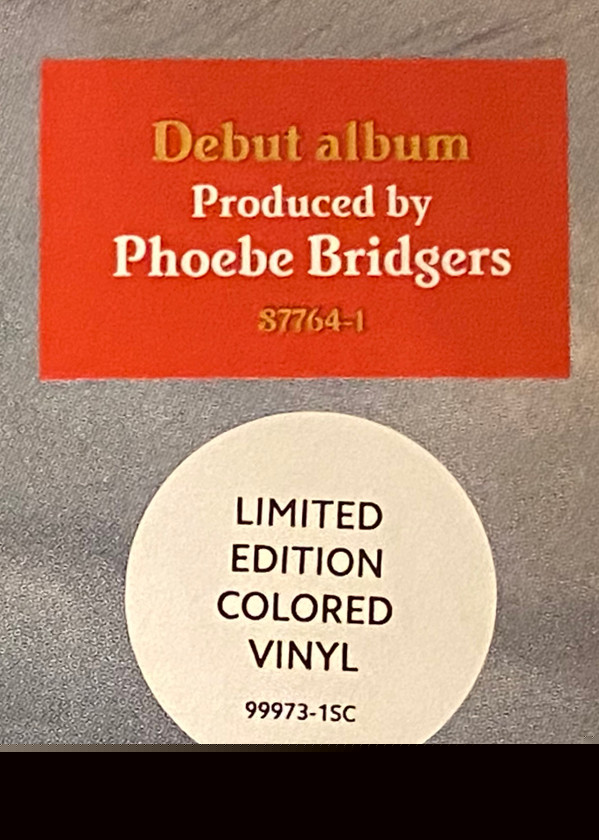 Debut album
Produced by
Phoebe Bridgers
87764-1
LIMITED
EDITION
COLORED
VINYL
99973-1SC